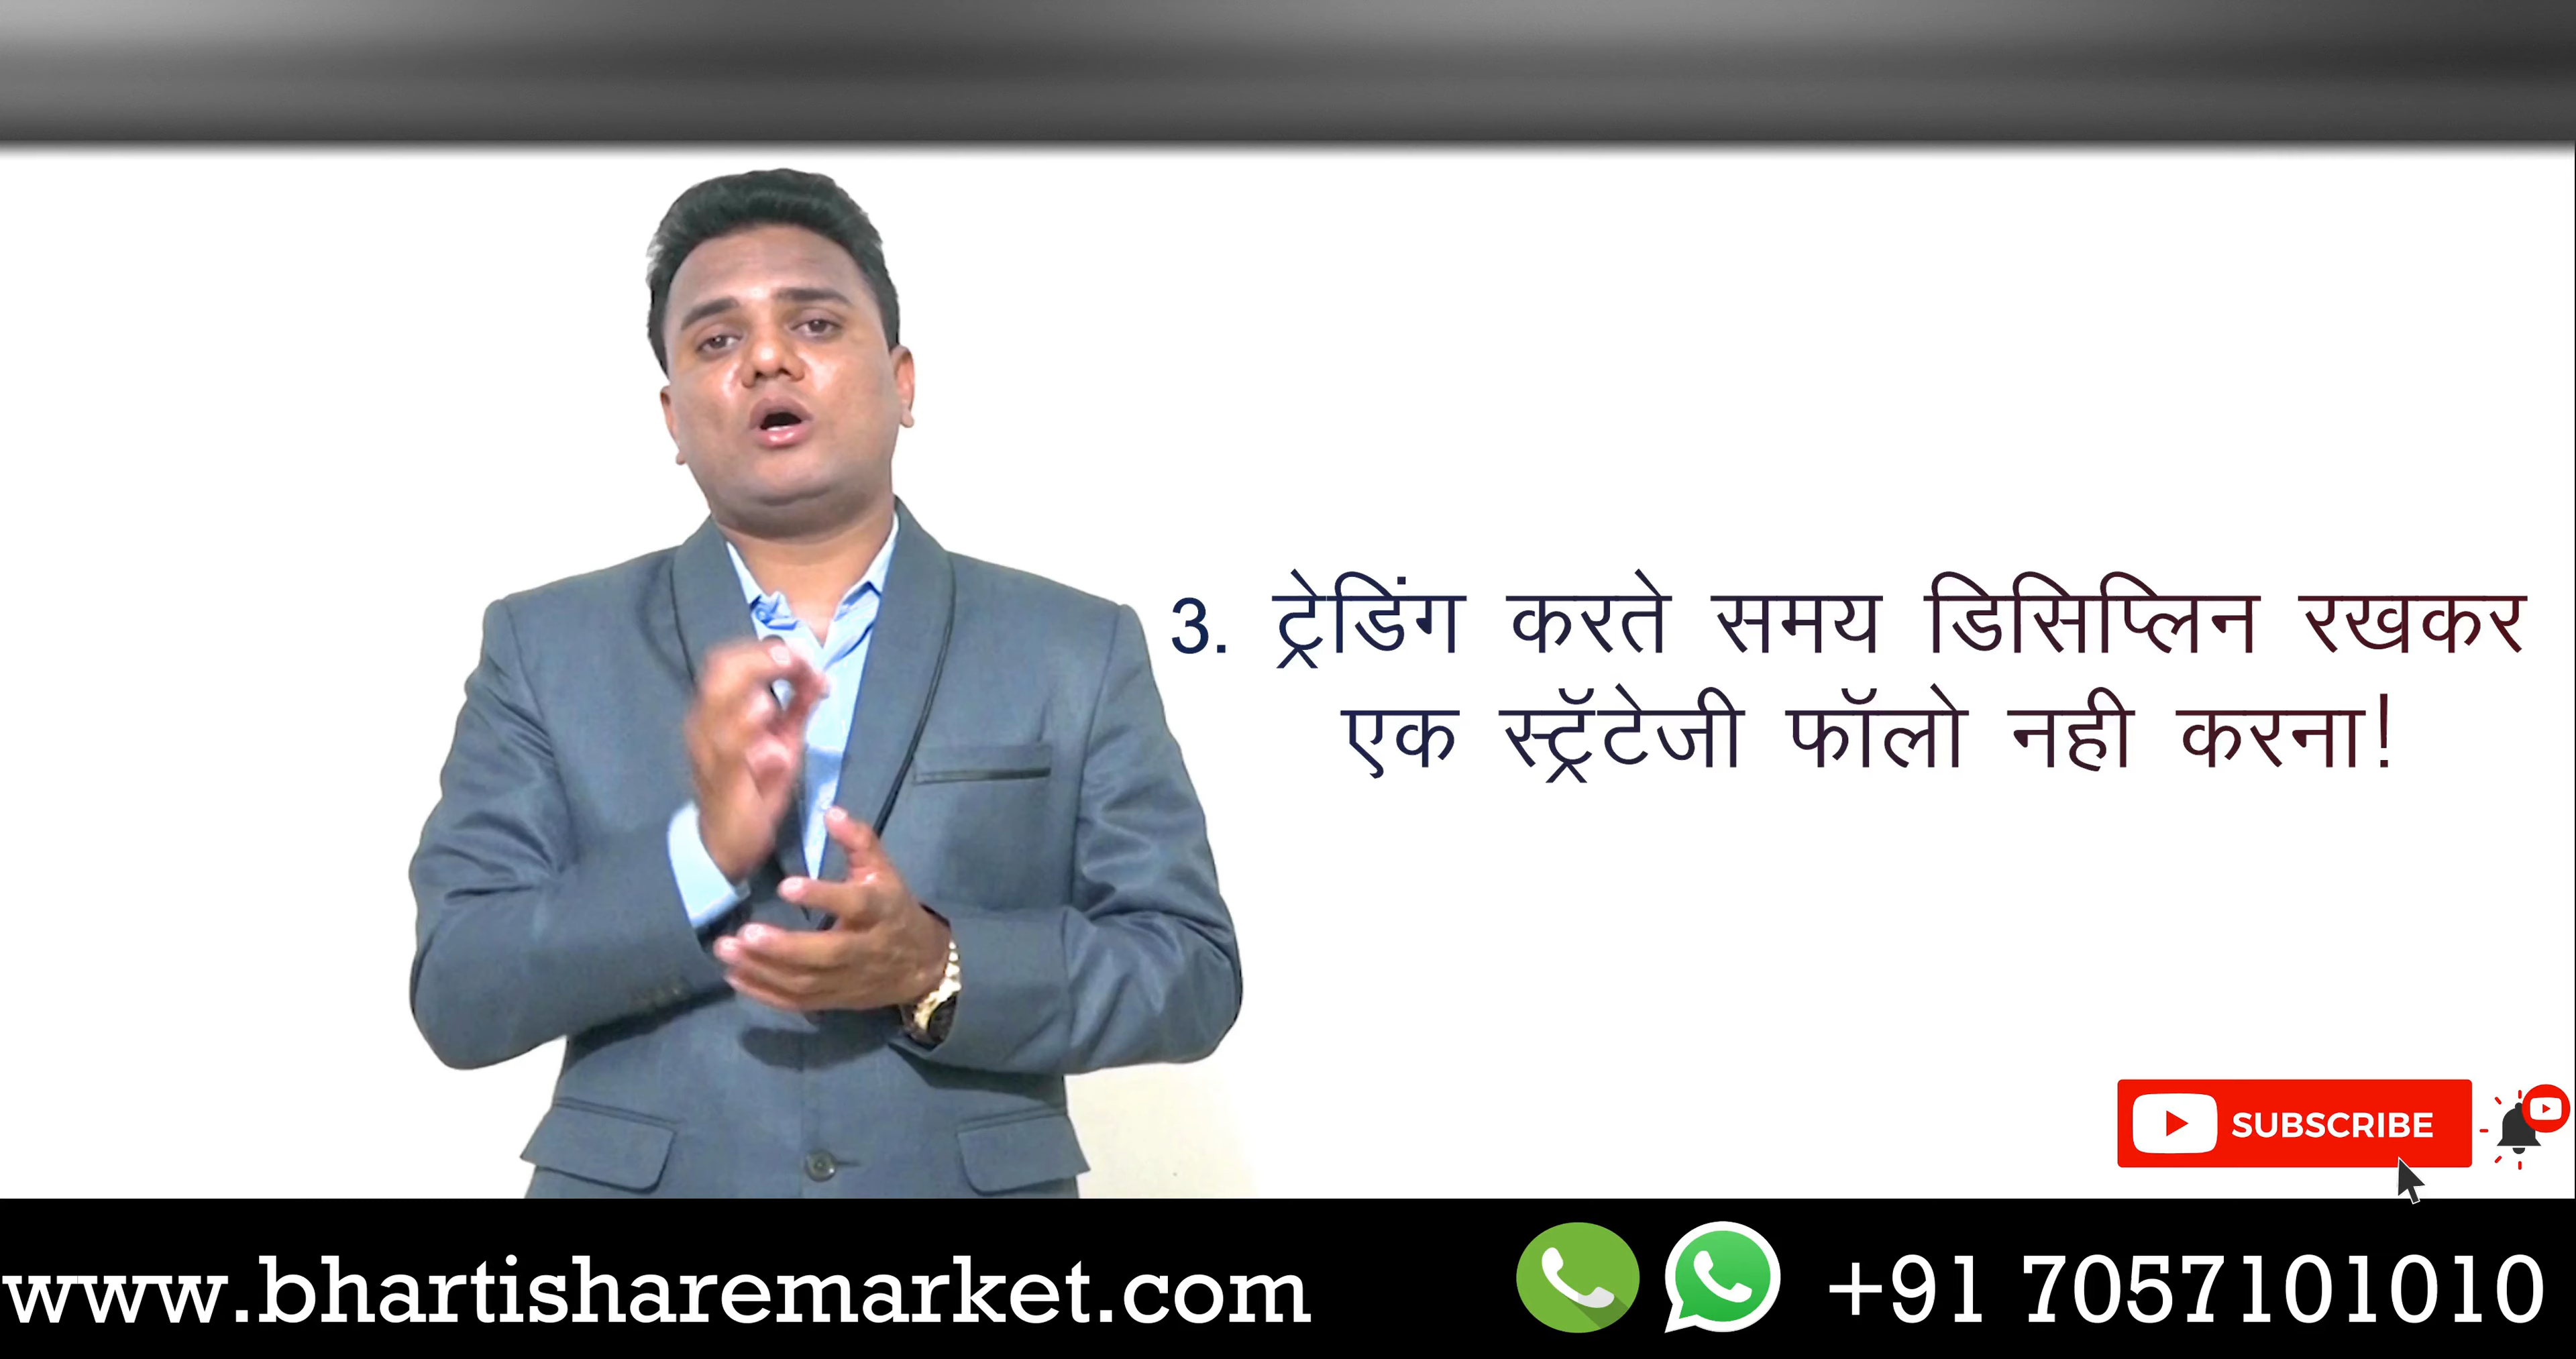 3. ट्रेडिंग करते समय डिसिप्लिन रखकर
एक स्ट्रॅटेजी फॉलो नही करना!
SUBSCRIBE
www.bhartisharemarket.com
+91 7057101010